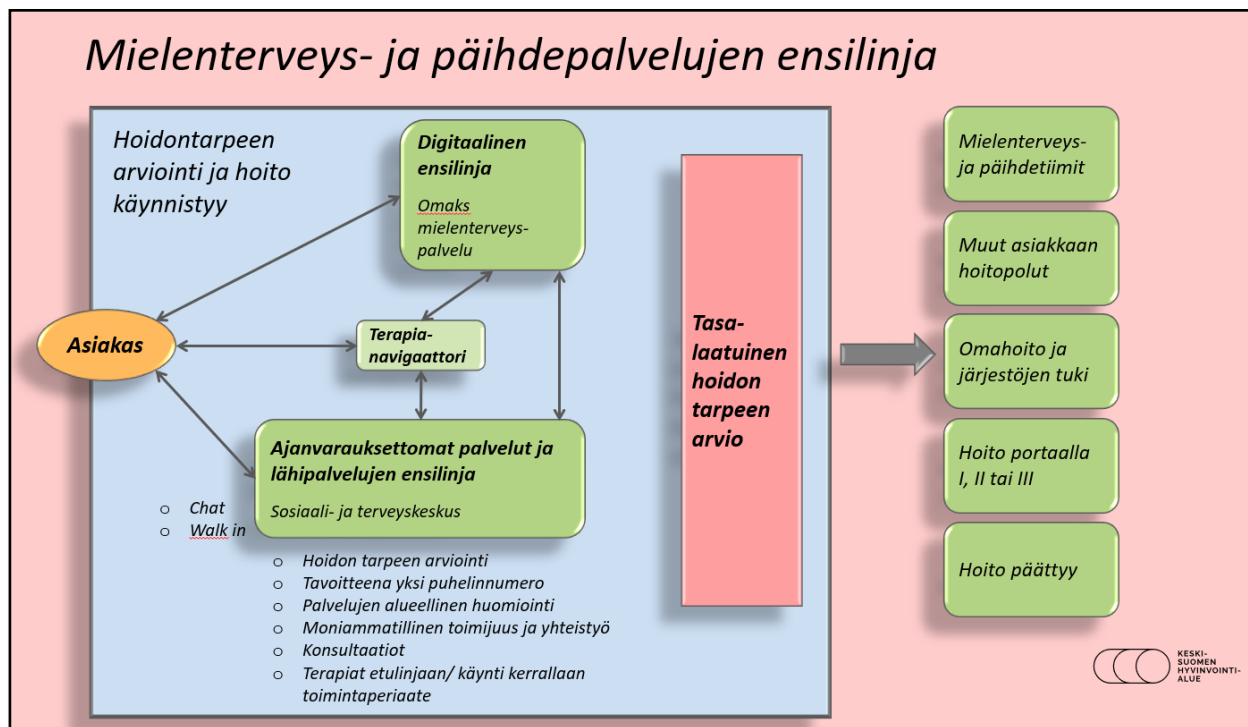 Mielenterveys- ja päihdepalvelujen ensilinja
Hoidontarpeen
arviointi ja hoito
käynnistyy
Digitaalinen
ensilinja
Omaks
mielenterveys-
palvelu
Asiakas
Terapia-
navigaattori
Ajanvarauksettomat palvelut ja
lähipalvelujen ensilinja
Sosiaali- ja terveyskeskus
o Chat
o Walk in
o Hoidon tarpeen arviointi
o Tavoitteena yksi puhelinnumero
o Palvelujen alueellinen huomiointi
o Moniammatillinen toimijuus ja yhteistyö
o Konsultaatiot
o Terapiat etulinjaan/ käynti kerrallaan
toimintaperiaate
Tasa-
laatuinen
hoidon
tarpeen
arvio
Mielenterveys-
ja päihdetiimit
Muut asiakkaan
hoitopolut
Omahoito ja
järjestöjen tuki
Hoito portaalla
I, II tai III
Hoito päättyy
KESKI-
SUOMEN
HYVINVOINTI-
ALUE